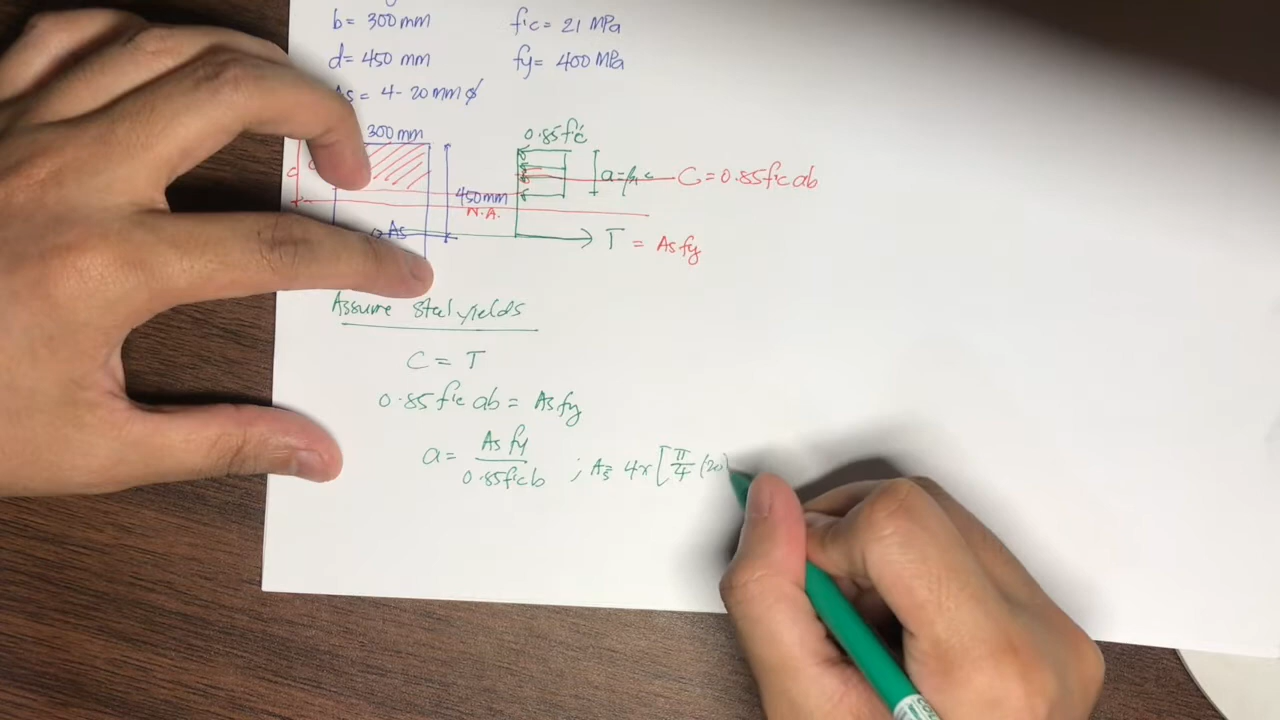 b = 300 mm f'c = 21 MPa
d = 450 mm fy = 400 MPa
As = 4 - 20 mm ϕ
300 mm 0.85f'c
c a a = β₁c C = 0.85f'c ab
450 mm
N.A.
As T = As fy
Assume Steel yields
C = T
0.85 f'c ab = As fy
a = As fy / 0.85f'c b ; As = 4x [π/4 (20)